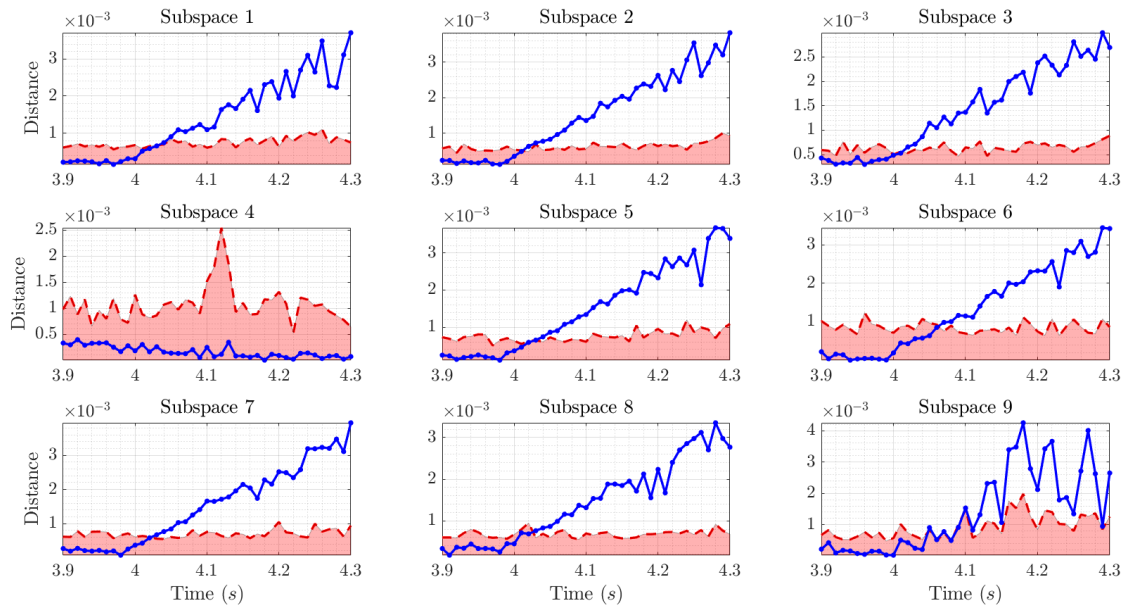 ×10⁻³ Subspace 1
Distance
3
2
1
3.9 4 4.1 4.2 4.3
×10⁻³ Subspace 2
3
2
1
3.9 4 4.1 4.2 4.3
×10⁻³ Subspace 3
2.5
2
1.5
1
0.5
3.9 4 4.1 4.2 4.3
×10⁻³ Subspace 4
Distance
2.5
2
1.5
1
0.5
3.9 4 4.1 4.2 4.3
×10⁻³ Subspace 5
3
2
1
3.9 4 4.1 4.2 4.3
×10⁻³ Subspace 6
3
2
1
3.9 4 4.1 4.2 4.3
×10⁻³ Subspace 7
Distance
3
2
1
3.9 4 4.1 4.2 4.3
Time (s)
×10⁻³ Subspace 8
3
2
1
3.9 4 4.1 4.2 4.3
Time (s)
×10⁻³ Subspace 9
4
3
2
1
3.9 4 4.1 4.2 4.3
Time (s)